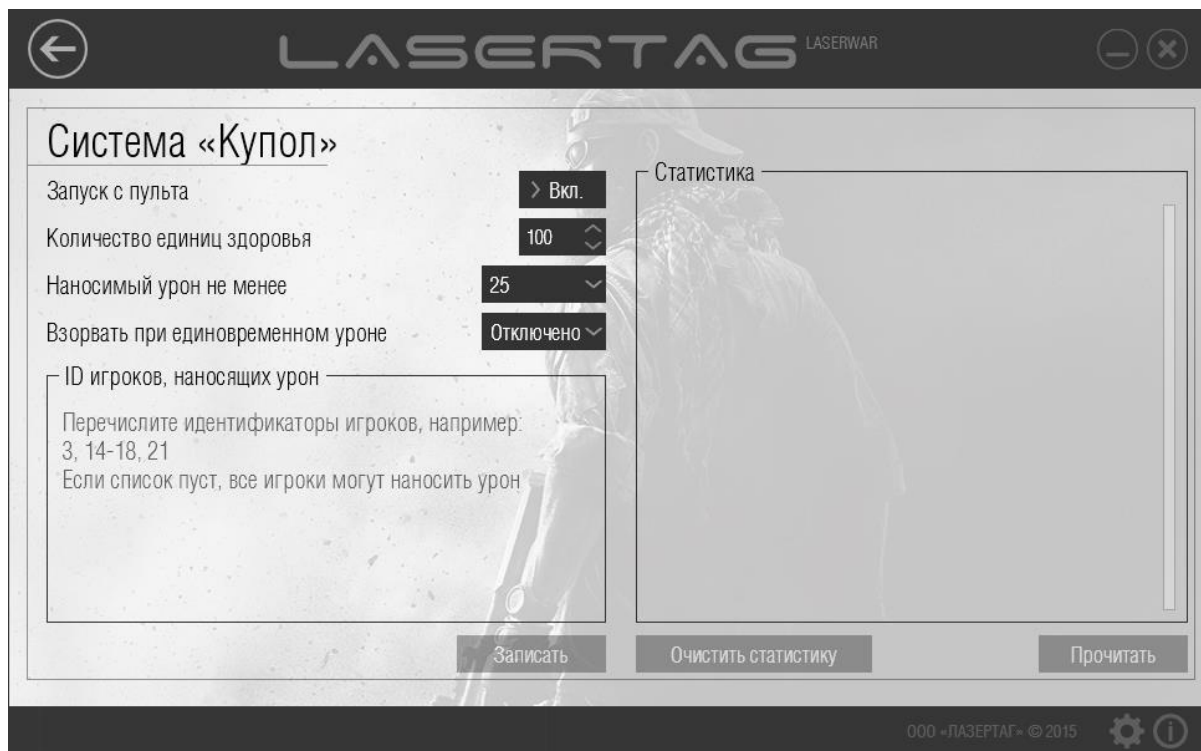 LASERTAG LASERWAR
Система «Купол»
Запуск с пульта
Вкл.
Количество единиц здоровья
100
Наносимый урон не менее
25
Взорвать при единовременном уроне
Отключено
ID игроков, наносящих урон
Перечислите идентификаторы игроков, например:
3, 14-18, 21
Если список пуст, все игроки могут наносить урон
Записать
Статистика
Очистить статистику
Прочитать
ООО «ЛАЗЕРТАГ» © 2015